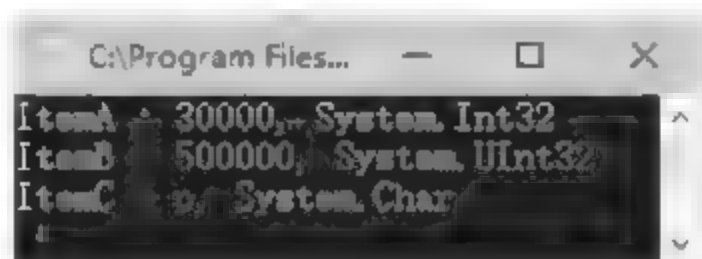 C:\Program Files...
ItemA : 30000, System.Int32
ItemB : 500000, System.UInt32
ItemC : p, System.Char